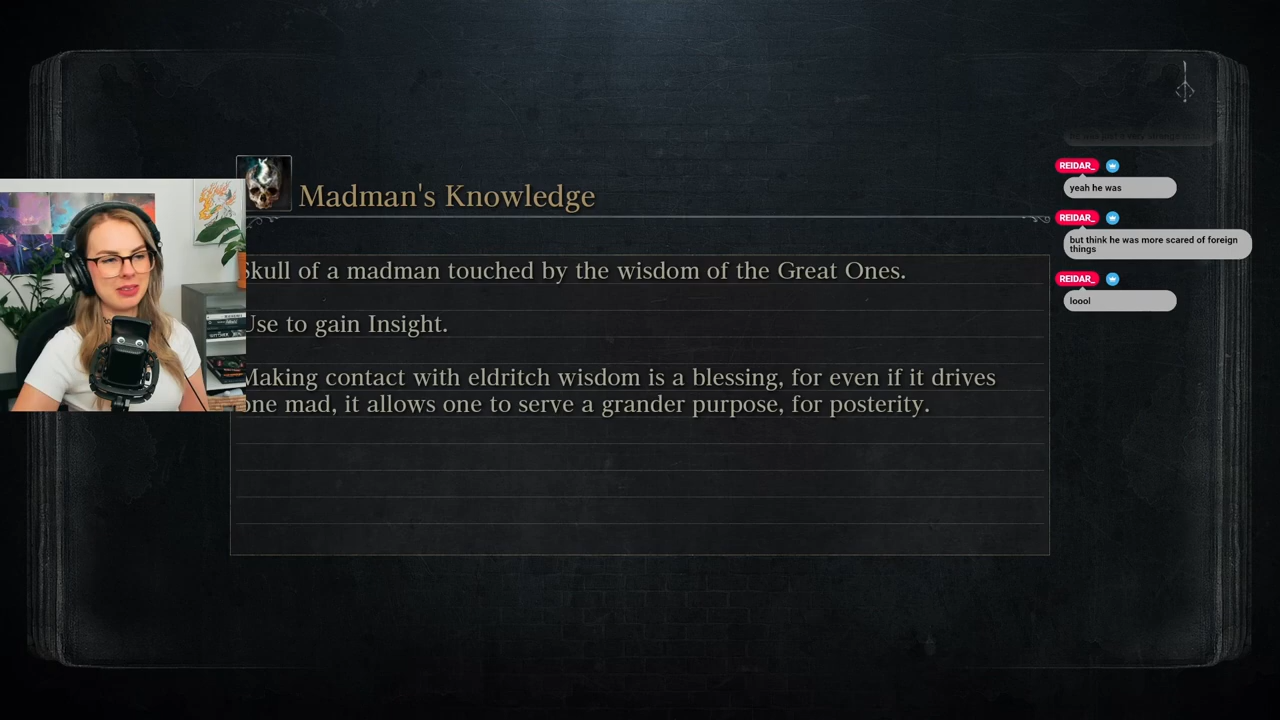 Madman's Knowledge
Skull of a madman touched by the wisdom of the Great Ones.
Use to gain Insight.
Making contact with eldritch wisdom is a blessing, for even if it drives
one mad, it allows one to serve a grander purpose, for posterity.
REIDAR_
yeah he was
REIDAR_
but think he was more scared of foreign
things
REIDAR_
loool